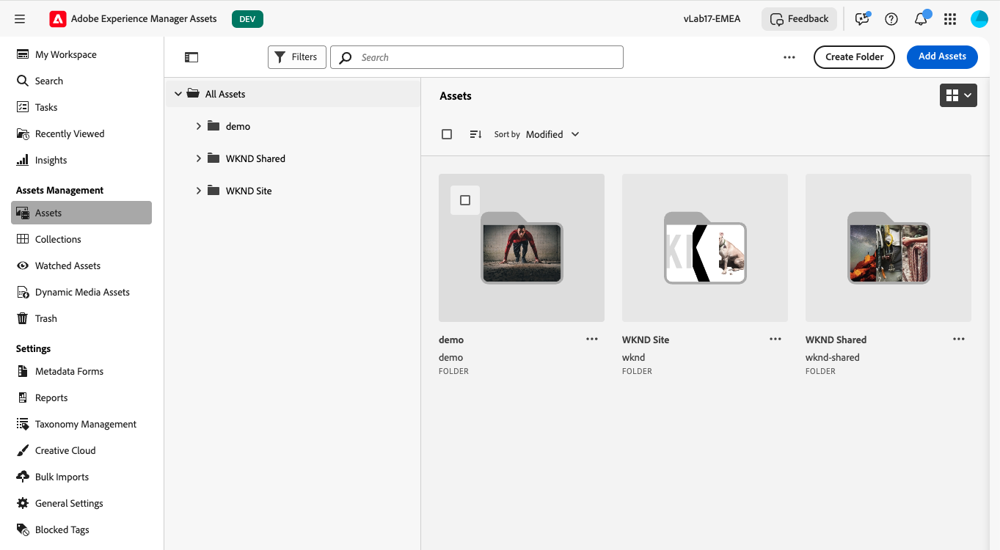 Adobe Experience Manager Assets
DEV
vLab17-EMEA
Feedback
My Workspace
Search
Tasks
Recently Viewed
Insights
Assets Management
Assets
Collections
Watched Assets
Dynamic Media Assets
Trash
Settings
Metadata Forms
Reports
Taxonomy Management
Creative Cloud
Bulk Imports
General Settings
Blocked Tags
Filters
Search
Create Folder
Add Assets
All Assets
demo
WKND Shared
WKND Site
Assets
Sort by Modified
demo
demo
FOLDER
WKND Site
wknd
FOLDER
WKND Shared
wknd-shared
FOLDER